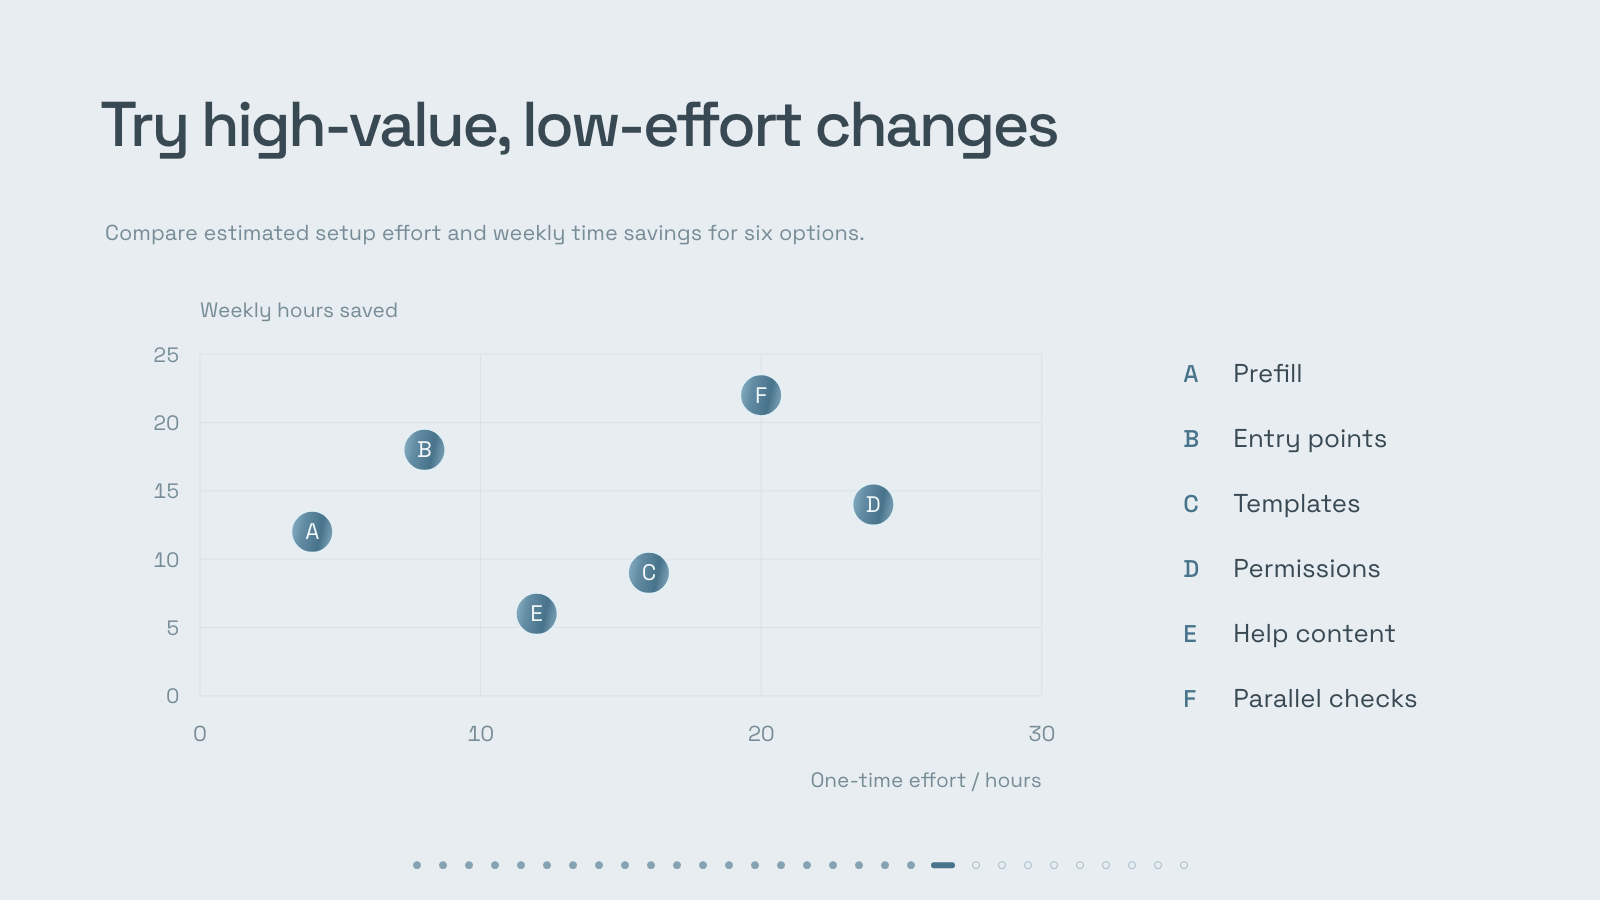 Try high-value, low-effort changes
Compare estimated setup effort and weekly time savings for six options.
Weekly hours saved
25
20
15
10
5
0
F
B
D
A
C
E
0 10 20 30
One-time effort / hours
A Prefill
B Entry points
C Templates
D Permissions
E Help content
F Parallel checks